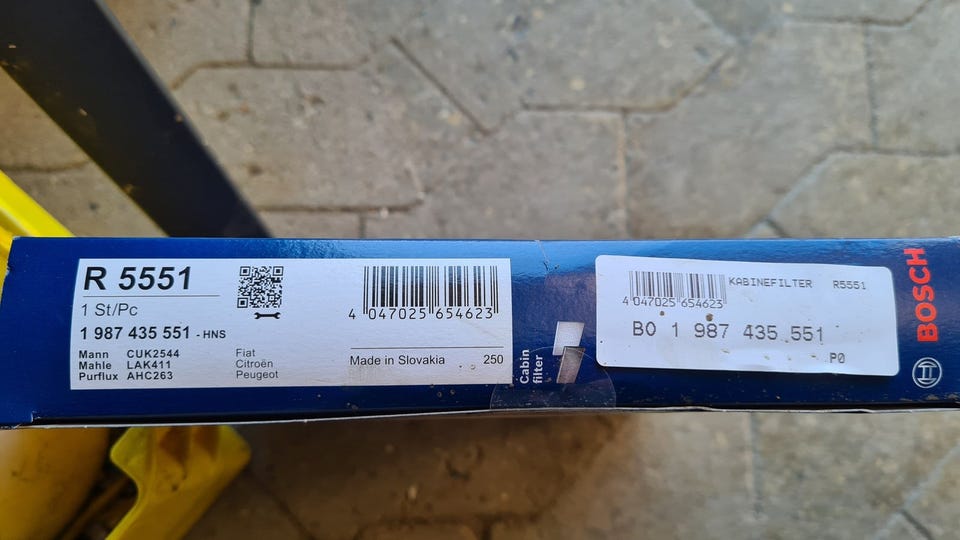 R 5551
1 St/Pc
1 987 435 551 - HNS
Mann CUK2544
Mahle LAK411
Purflux AHC263
Fiat
Citroën
Peugeot
4 047025 654623
Made in Slovakia 250
Cabin
filter
4 047025 654623
KABINEFILTER R5551
BO 1 987 435 551
P0
BOSCH